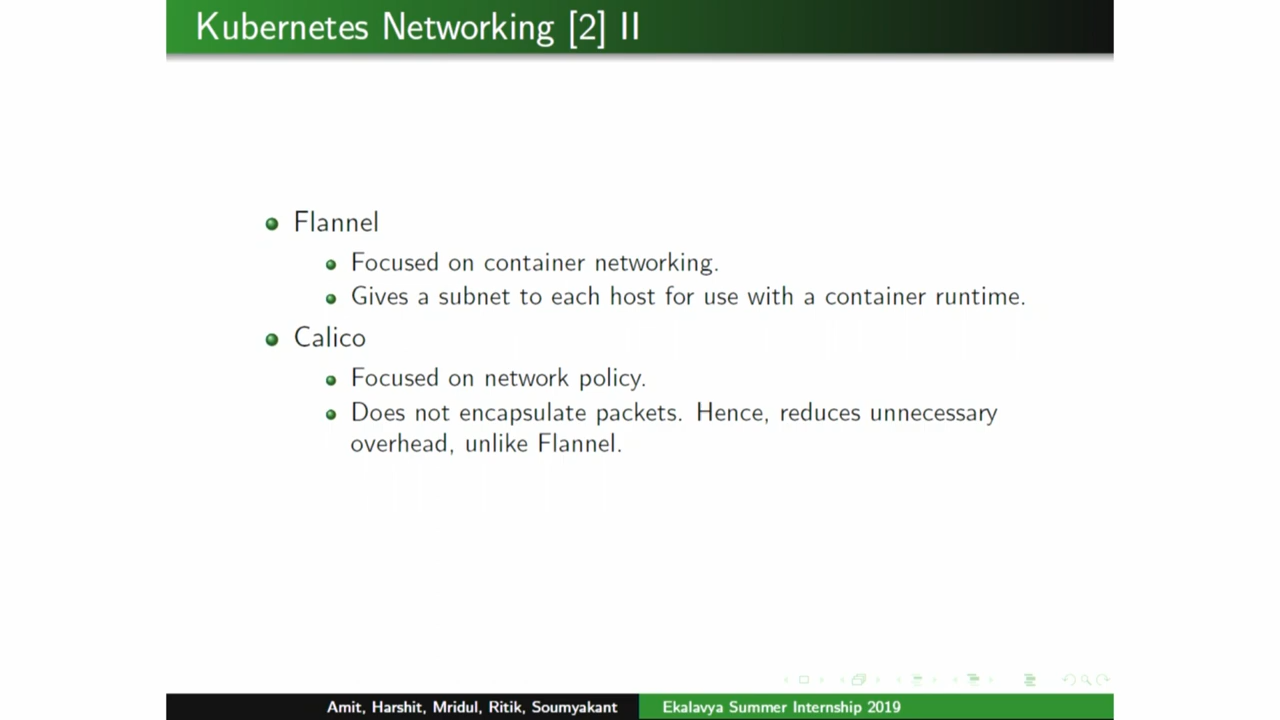 Kubernetes Networking [2] II
Flannel
Focused on container networking.
Gives a subnet to each host for use with a container runtime.
Calico
Focused on network policy.
Does not encapsulate packets. Hence, reduces unnecessary
overhead, unlike Flannel.
Amit, Harshit, Mridul, Ritik, Soumyakant
Ekalavya Summer Internship 2019